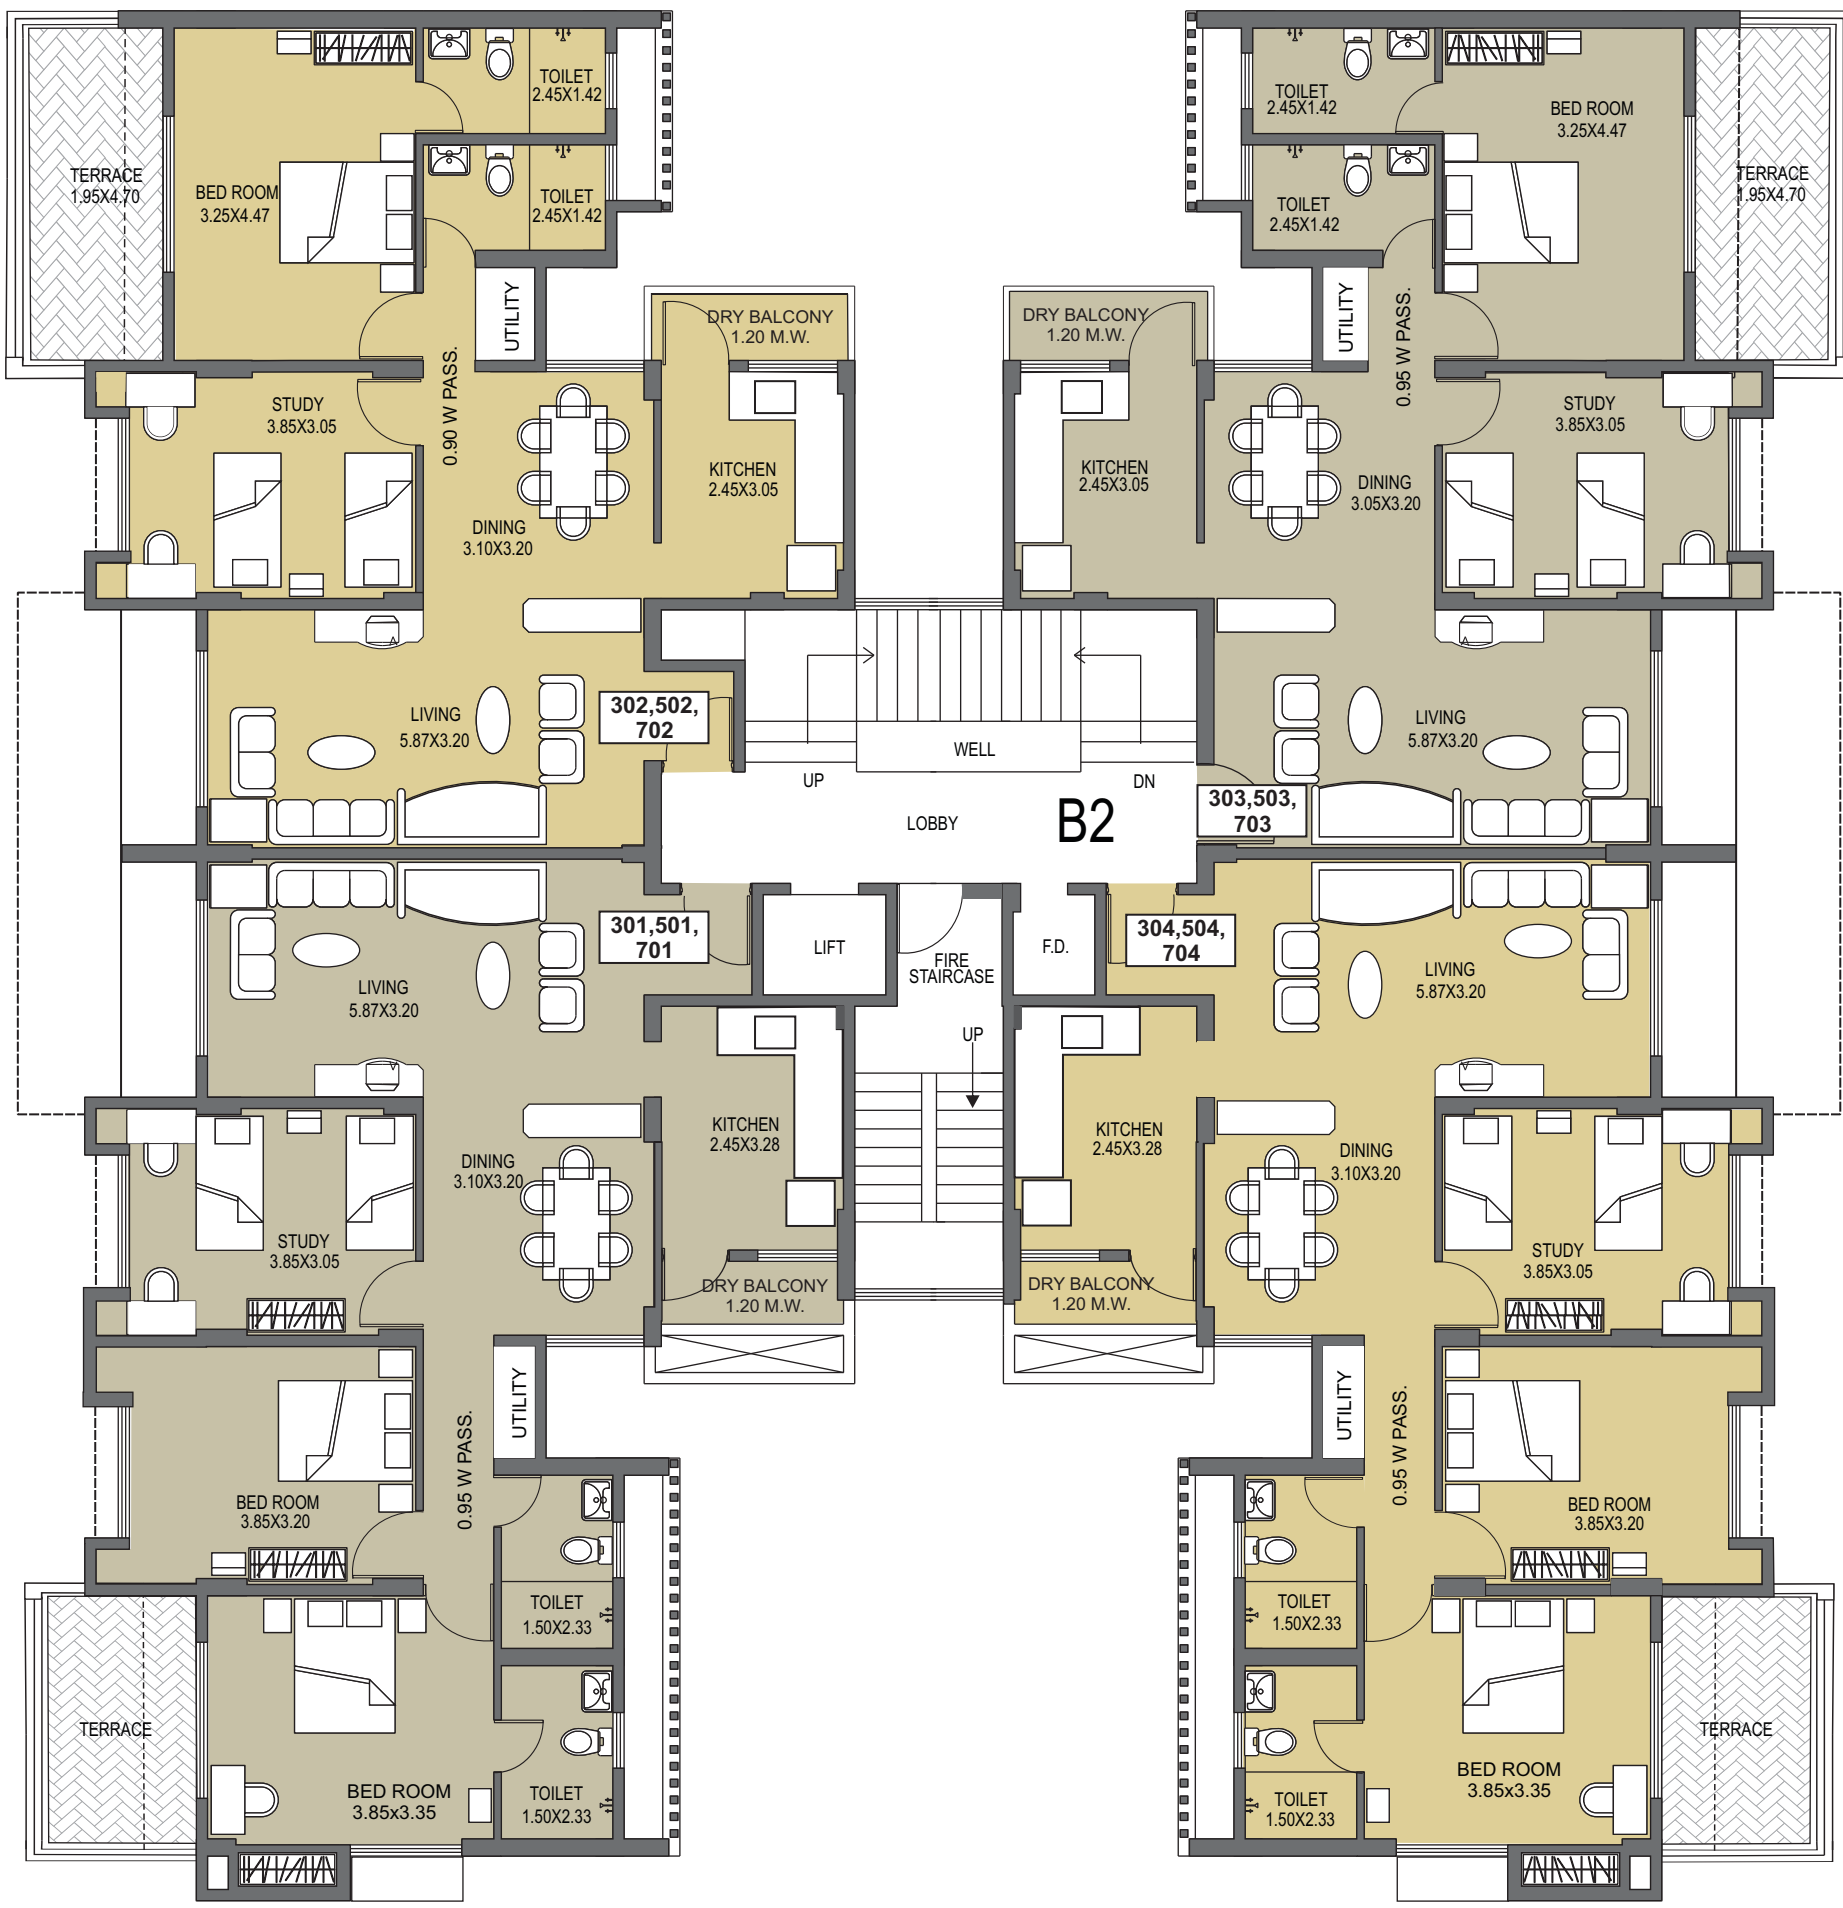 TOILET
2.45X1.42
TOILET
2.45X1.42
BED ROOM
3.25X4.47
TERRACE
1.95X4.70
BED ROOM
3.25X4.47
TOILET
2.45X1.42
TOILET
2.45X1.42
TERRACE
1.95X4.70
UTILITY
DRY BALCONY
1.20 M.W.
DRY BALCONY
1.20 M.W.
UTILITY
0.95 W PASS.
0.90 W PASS.
STUDY
3.85X3.05
STUDY
3.85X3.05
KITCHEN
2.45X3.05
KITCHEN
2.45X3.05
DINING
3.05X3.20
DINING
3.10X3.20
LIVING
5.87X3.20
302,502,
702
LIVING
5.87X3.20
WELL
UP
DN
303,503,
703
LOBBY
B2
301,501,
701
LIFT
FIRE
STAIRCASE
F.D.
304,504,
704
LIVING
5.87X3.20
LIVING
5.87X3.20
UP
KITCHEN
2.45X3.28
KITCHEN
2.45X3.28
DINING
3.10X3.20
DINING
3.10X3.20
STUDY
3.85X3.05
STUDY
3.85X3.05
DRY BALCONY
1.20 M.W.
DRY BALCONY
1.20 M.W.
UTILITY
UTILITY
0.95 W PASS.
0.95 W PASS.
BED ROOM
3.85X3.20
BED ROOM
3.85X3.20
TOILET
1.50X2.33
TOILET
1.50X2.33
TERRACE
TERRACE
BED ROOM
3.85x3.35
TOILET
1.50X2.33
TOILET
1.50X2.33
BED ROOM
3.85x3.35